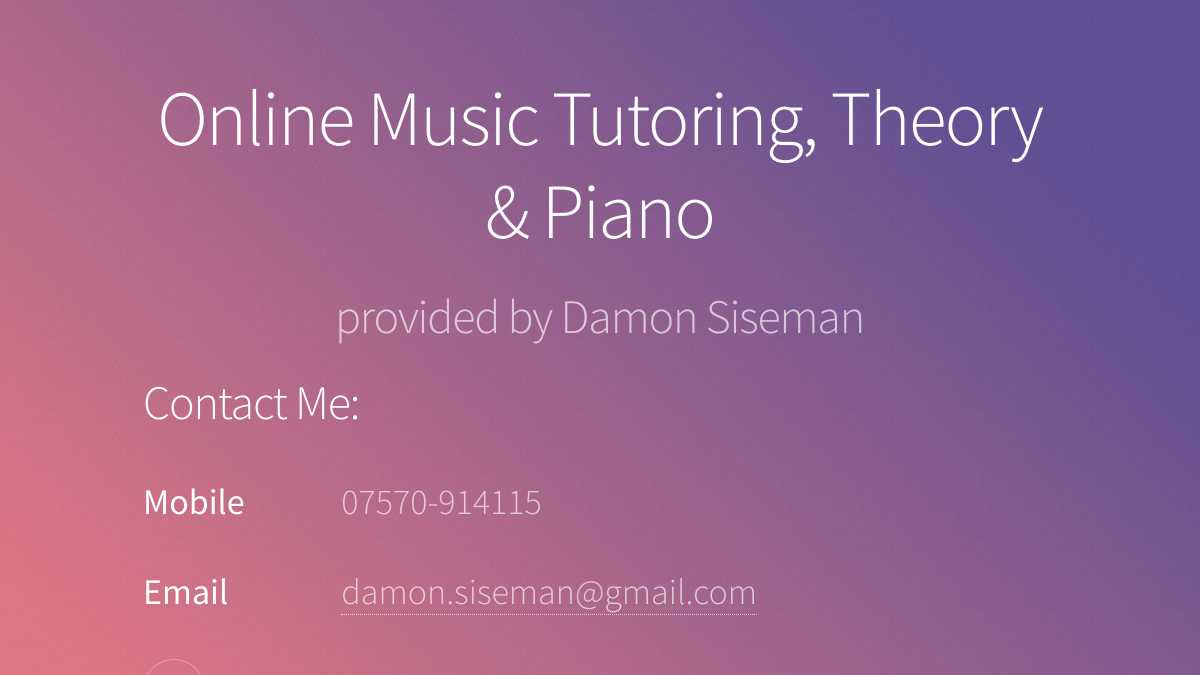 Online Music Tutoring, Theory
& Piano
provided by Damon Siseman
Contact Me:
Mobile 07570-914115
Email damon.siseman@gmail.com